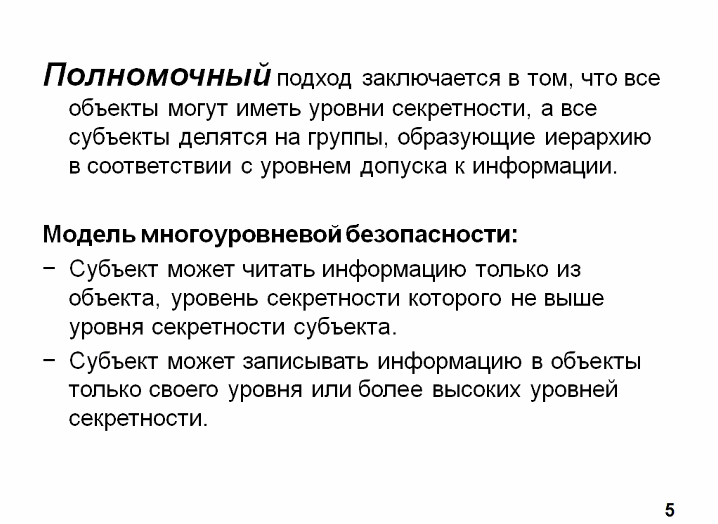 Полномочный подход заключается в том, что все
объекты могут иметь уровни секретности, а все
субъекты делятся на группы, образующие иерархию
в соответствии с уровнем допуска к информации.
Модель многоуровневой безопасности:
− Субъект может читать информацию только из
объекта, уровень секретности которого не выше
уровня секретности субъекта.
− Субъект может записывать информацию в объекты
только своего уровня или более высоких уровней
секретности.
5